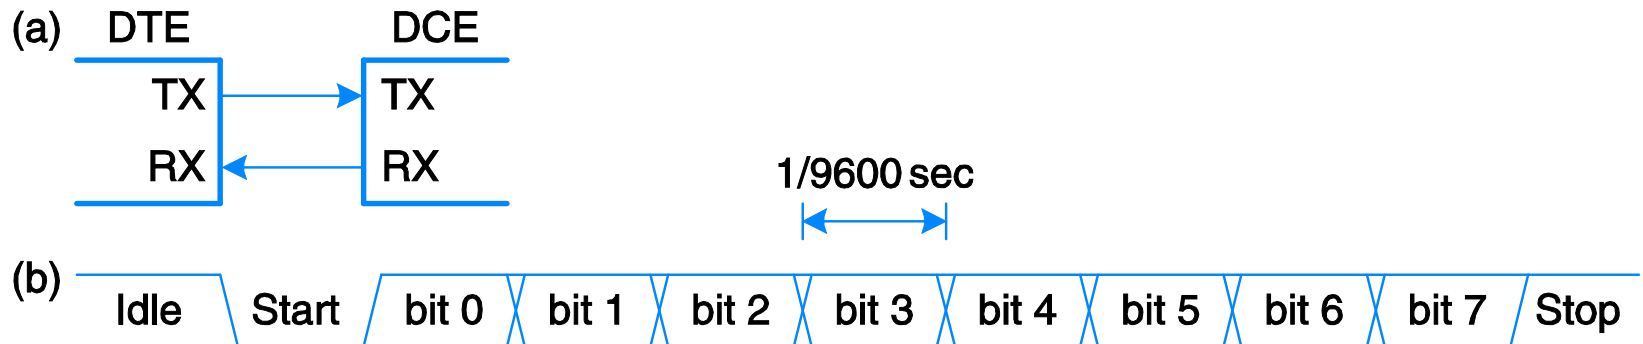 (a) DTE DCE
TX TX
RX RX
1/9600 sec
(b) Idle Start bit 0 bit 1 bit 2 bit 3 bit 4 bit 5 bit 6 bit 7 Stop